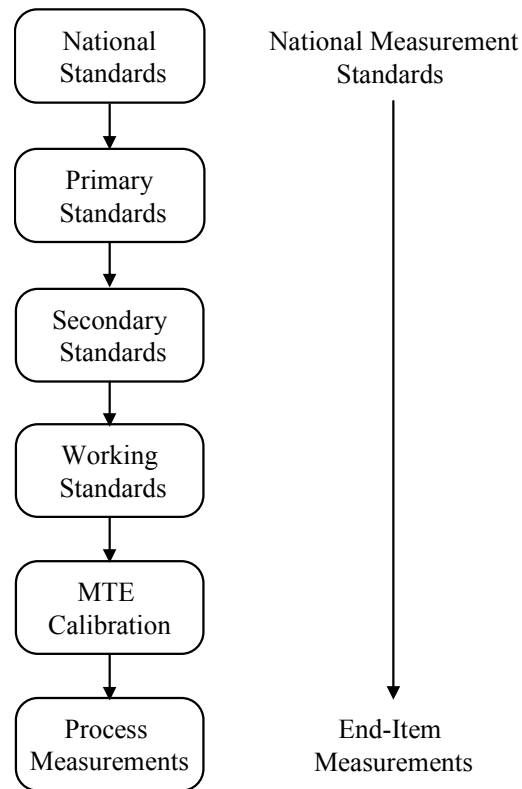 National
Standards
National Measurement
Standards
Primary
Standards
Secondary
Standards
Working
Standards
MTE
Calibration
Process
Measurements
End-Item
Measurements